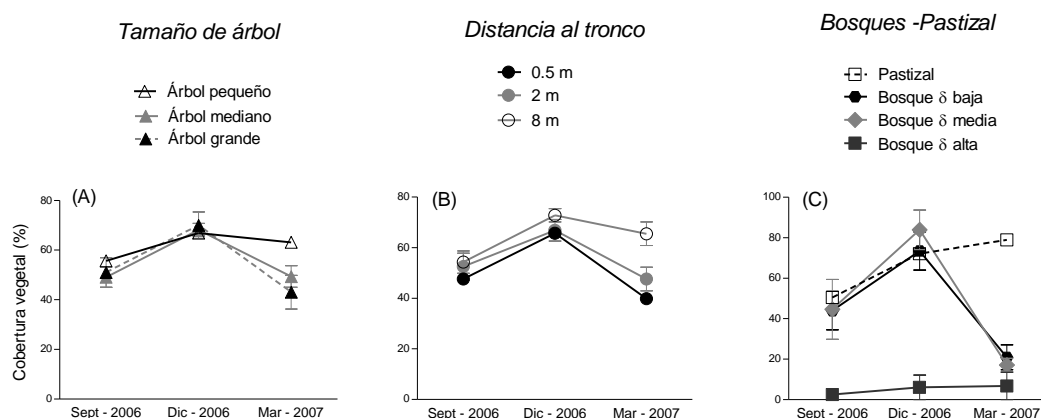 Tamaño de árbol
Árbol pequeño
Árbol mediano
Árbol grande
Distancia al tronco
0.5 m
2 m
8 m
Bosques -Pastizal
Pastizal
Bosque δ baja
Bosque δ media
Bosque δ alta
Cobertura vegetal (%)
(A)
80
60
40
20
0
Sept - 2006 Dic - 2006 Mar - 2007
(B)
80
60
40
20
0
Sept - 2006 Dic - 2006 Mar - 2007
(C)
100
80
60
40
20
0
Sept - 2006 Dic - 2006 Mar - 2007